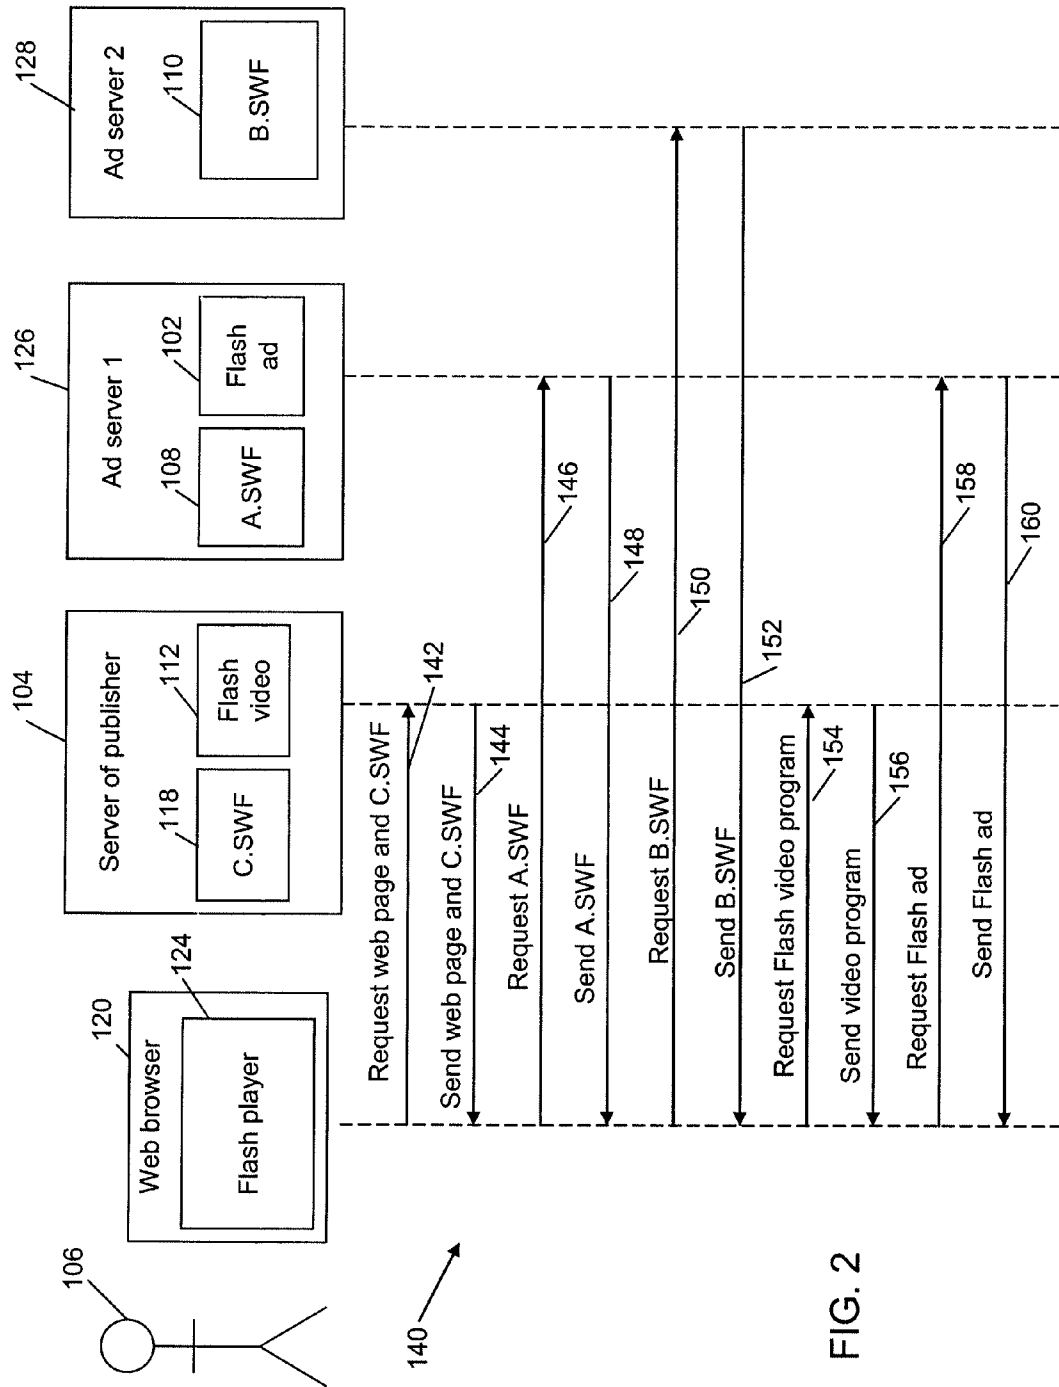 106
120
Web browser
124
Flash player
104
Server of publisher
118
C.SWF
112
Flash
video
126
Ad server 1
108
A.SWF
102
Flash
ad
128
Ad server 2
110
B.SWF
140
Request web page and C.SWF
142
Send web page and C.SWF
144
Request A.SWF
146
Send A.SWF
148
Request B.SWF
150
Send B.SWF
152
Request Flash video program
154
Send video program
156
Request Flash ad
158
Send Flash ad
160
FIG. 2